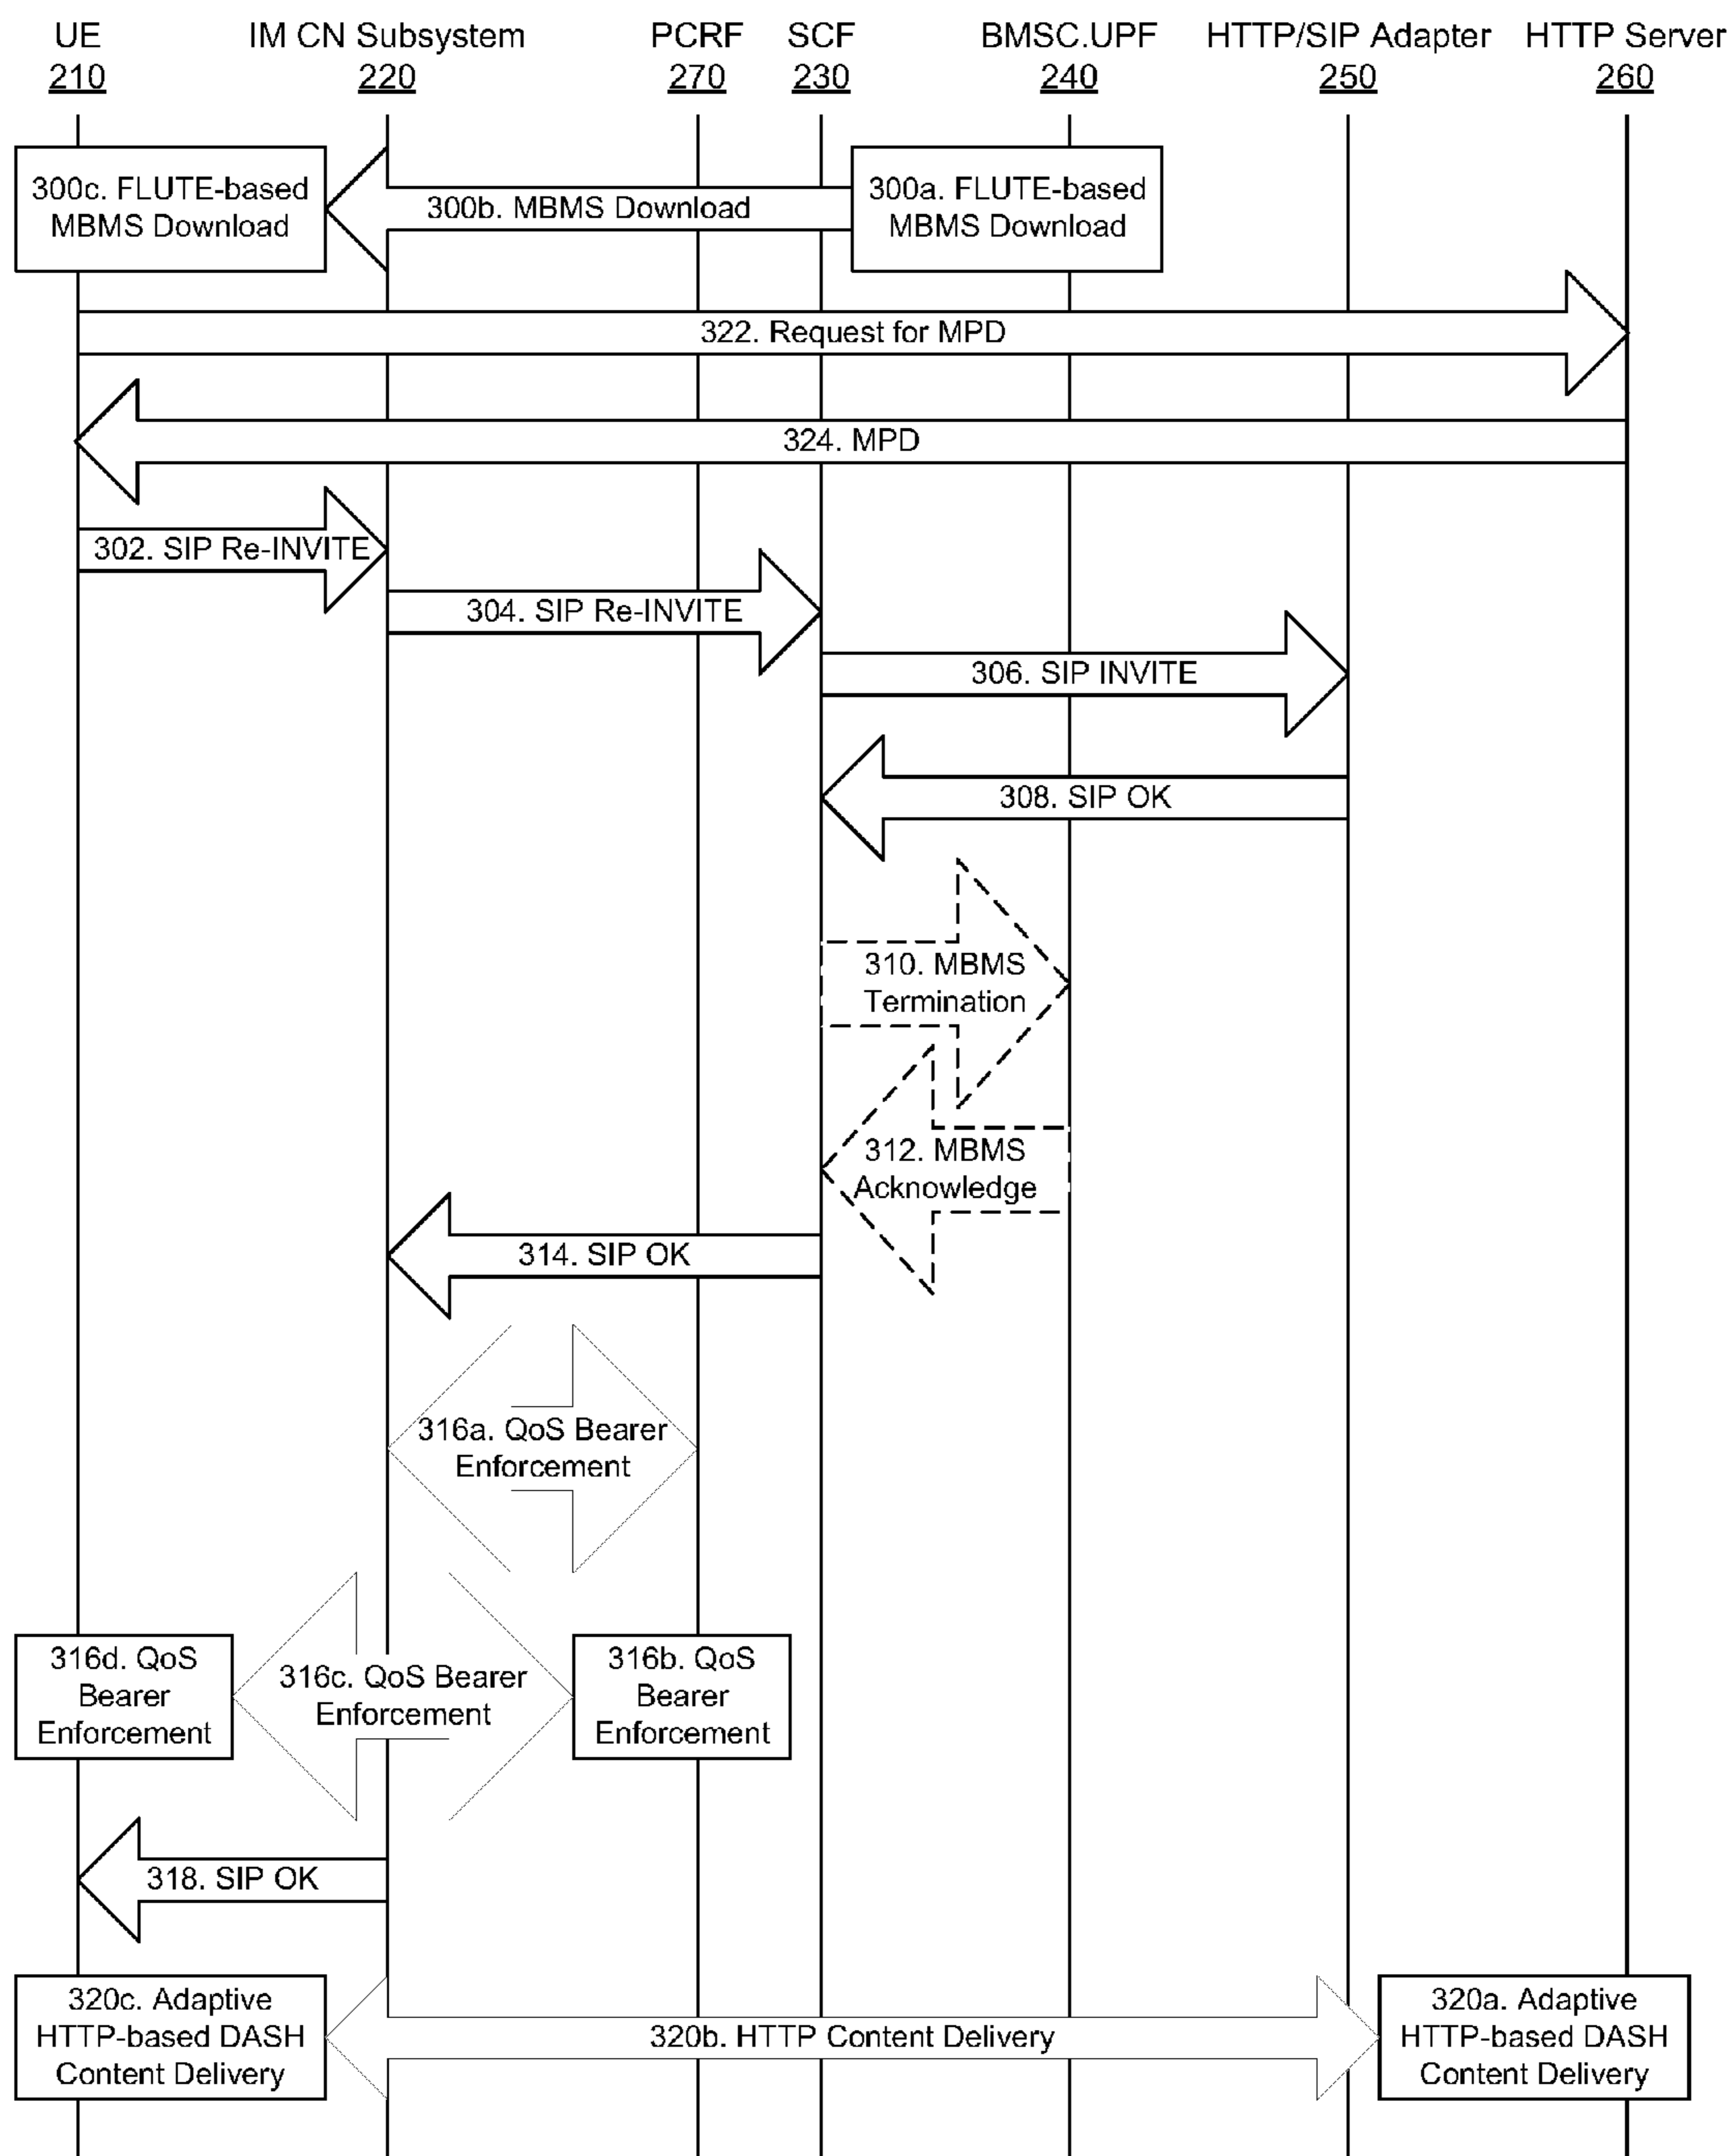 UE
210
IM CN Subsystem
220
PCRF
270
SCF
230
BMSC.UPF
240
HTTP/SIP Adapter
250
HTTP Server
260
300c. FLUTE-based
MBMS Download
300b. MBMS Download
300a. FLUTE-based
MBMS Download
322. Request for MPD
324. MPD
302. SIP Re-INVITE
304. SIP Re-INVITE
306. SIP INVITE
308. SIP OK
310. MBMS
Termination
312. MBMS
Acknowledge
314. SIP OK
316a. QoS Bearer
Enforcement
316d. QoS
Bearer
Enforcement
316c. QoS Bearer
Enforcement
316b. QoS
Bearer
Enforcement
318. SIP OK
320c. Adaptive
HTTP-based DASH
Content Delivery
320b. HTTP Content Delivery
320a. Adaptive
HTTP-based DASH
Content Delivery